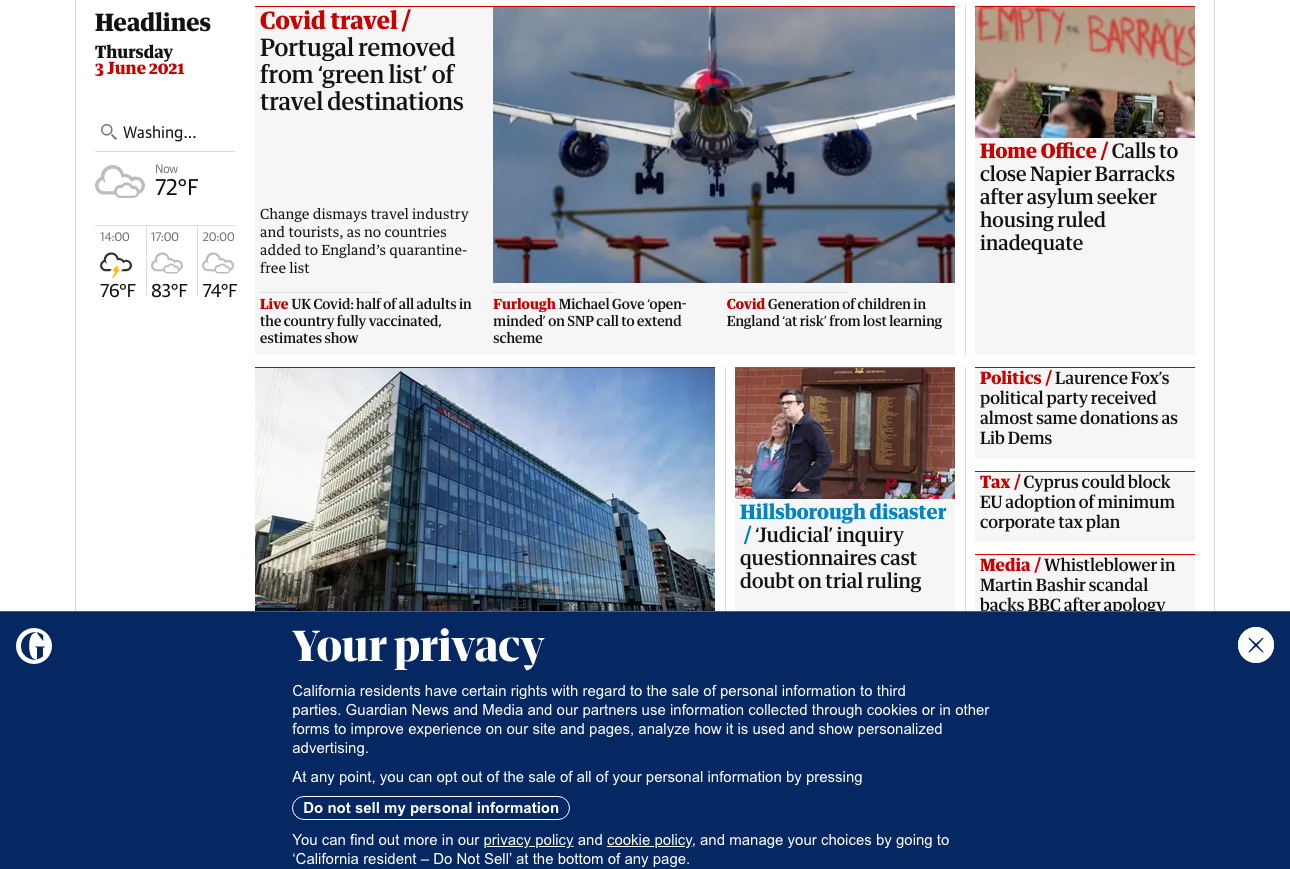 Headlines
Thursday
3 June 2021
Washing...
Now
72°F
14:00
17:00
20:00
76°F
83°F
74°F
Covid travel /
Portugal removed
from ‘green list’ of
travel destinations
Change dismays travel industry
and tourists, as no countries
added to England’s quarantine-
free list
Live UK Covid: half of all adults in
the country fully vaccinated,
estimates show
Furlough Michael Gove ‘open-
minded’ on SNP call to extend
scheme
Covid Generation of children in
England ‘at risk’ from lost learning
EMPTY BARRACKS
Home Office / Calls to
close Napier Barracks
after asylum seeker
housing ruled
inadequate
Hillsborough disaster
/ ‘Judicial’ inquiry
questionnaires cast
doubt on trial ruling
Politics / Laurence Fox’s
political party received
almost same donations as
Lib Dems
Tax / Cyprus could block
EU adoption of minimum
corporate tax plan
Media / Whistleblower in
Martin Bashir scandal
backs BBC after apology
Your privacy
California residents have certain rights with regard to the sale of personal information to third
parties. Guardian News and Media and our partners use information collected through cookies or in other
forms to improve experience on our site and pages, analyze how it is used and show personalized
advertising.
At any point, you can opt out of the sale of all of your personal information by pressing
Do not sell my personal information
You can find out more in our privacy policy and cookie policy, and manage your choices by going to
‘California resident – Do Not Sell’ at the bottom of any page.